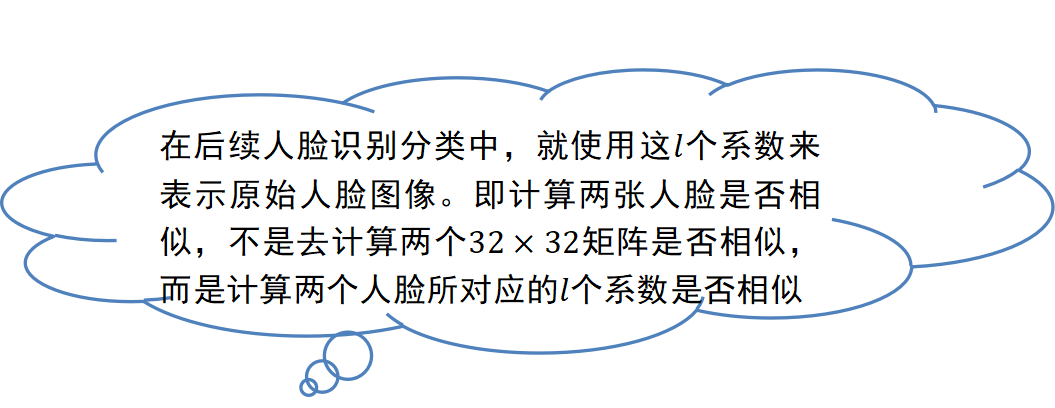 在后续人脸识别分类中，就使用这𝑙个系数来
表示原始人脸图像。即计算两张人脸是否相
似，不是去计算两个32 × 32矩阵是否相似，
而是计算两个人脸所对应的𝑙个系数是否相似